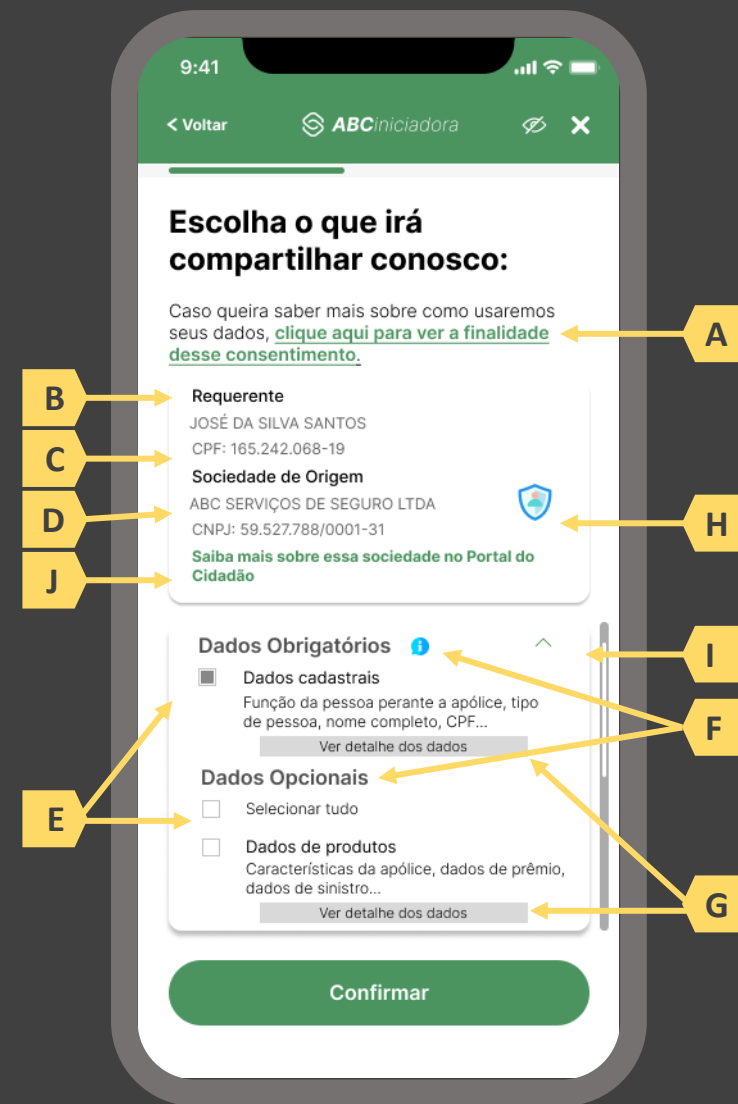 9:41
< Voltar
ABCiniciadora
Escolha o que irá
compartilhar conosco:
Caso queira saber mais sobre como usaremos
seus dados, clique aqui para ver a finalidade
desse consentimento.
A
B
Requerente
JOSÉ DA SILVA SANTOS
C
CPF: 165.242.068-19
Sociedade de Origem
D
ABC SERVIÇOS DE SEGURO LTDA
H
CNPJ: 59.527.788/0001-31
J
Saiba mais sobre essa sociedade no Portal do
Cidadão
Dados Obrigatórios i
I
Dados cadastrais
Função da pessoa perante a apólice, tipo
de pessoa, nome completo, CPF...
F
Ver detalhe dos dados
Dados Opcionais
E
Selecionar tudo
Dados de produtos
Características da apólice, dados de prêmio,
dados de sinistro...
G
Ver detalhe dos dados
Confirmar